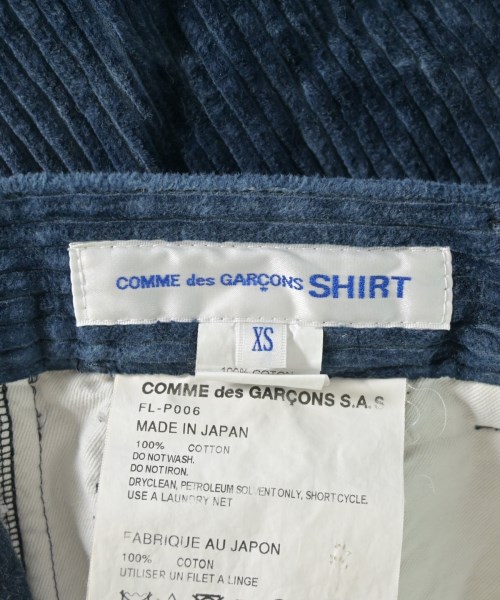 COMME des GARÇONS SHIRT
XS
100% COTON
COMME des GARÇONS S.A.S
FL-P006
MADE IN JAPAN
100% COTTON
DO NOT WASH.
DO NOT IRON.
DRYCLEAN, PETROLEUM SOLVENT ONLY, SHORT CYCLE.
USE A LAUNDRY NET
FABRIQUE AU JAPON
100% COTON
UTILISER UN FILET A LINGE